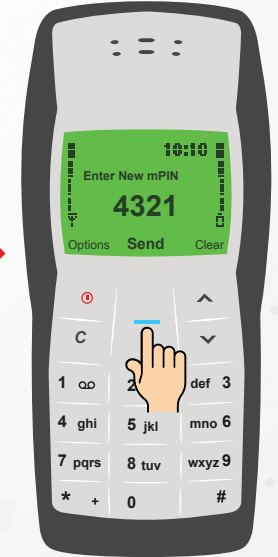 10:10
Enter New mPIN
4321
Options Send Clear
C
1 2 def 3
4 ghi 5 jkl mno 6
7 pqrs 8 tuv wxyz 9
* + 0 #